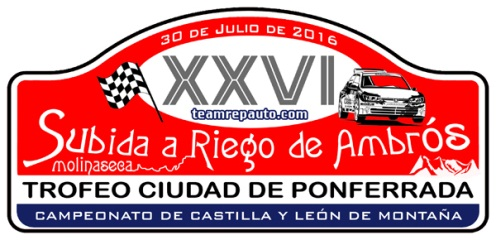 30 DE JULIO DE 2016
XXVI
teamrepauto.com
Subida a Riego de Ambrós
molinaseca
TROFEO CIUDAD DE PONFERRADA
CAMPEONATO DE CASTILLA Y LEÓN DE MONTAÑA